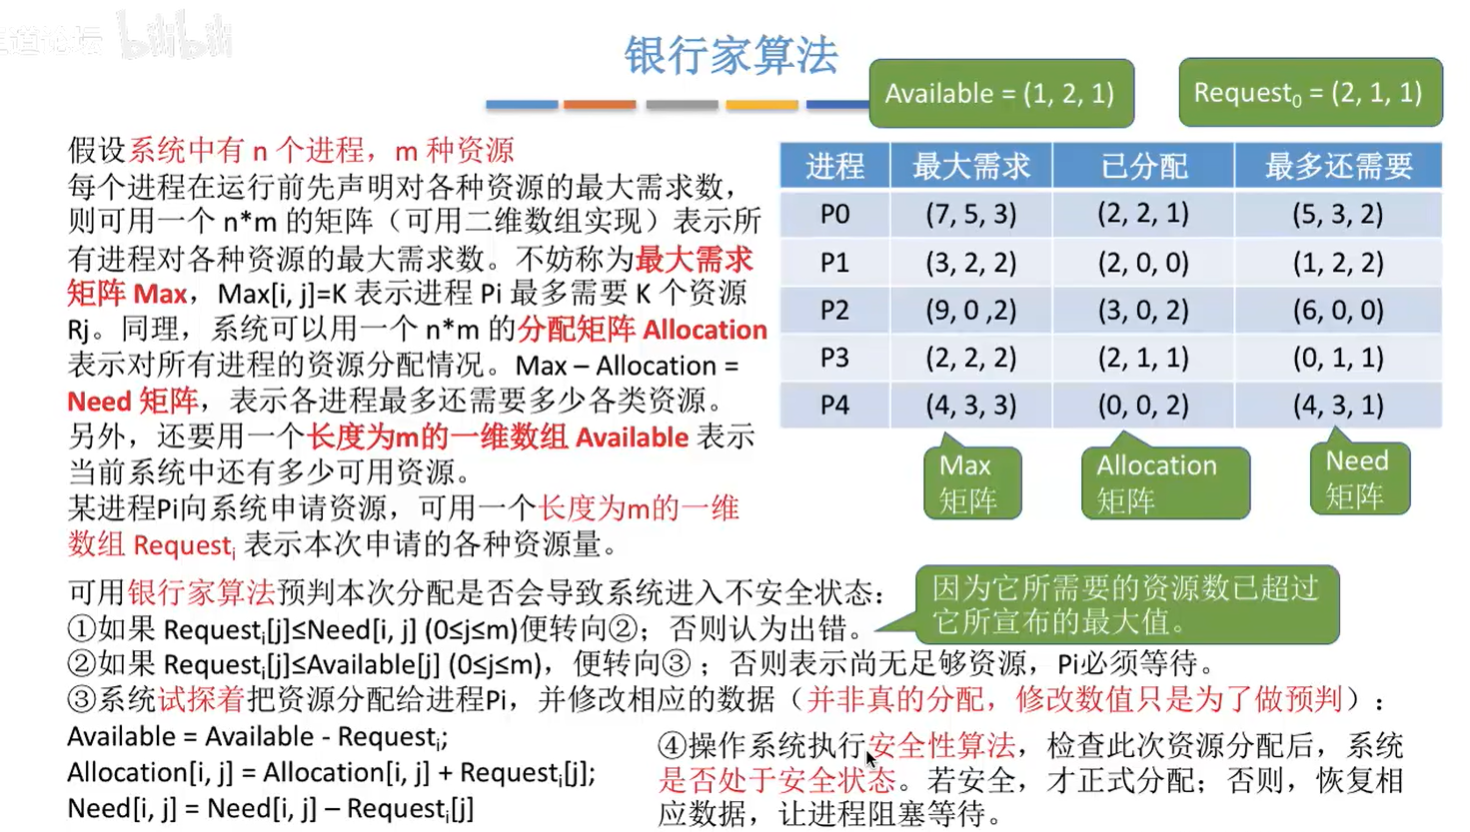 bilibili
银行家算法
Available = (1, 2, 1)
Request0 = (2, 1, 1)
假设系统中有 n 个进程，m 种资源
每个进程在运行前先声明对各种资源的最大需求数，
则可用一个 n*m 的矩阵（可用二维数组实现）表示所
有进程对各种资源的最大需求数。不妨称为最大需求
矩阵 Max，Max[i, j]=K 表示进程 Pi 最多需要 K 个资源
Rj。同理，系统可以用一个 n*m 的分配矩阵 Allocation
表示对所有进程的资源分配情况。Max – Allocation =
Need 矩阵，表示各进程最多还需要多少各类资源。
另外，还要用一个长度为m的一维数组 Available 表示
当前系统中还有多少可用资源。
某进程Pi向系统申请资源，可用一个长度为m的一维
数组 Requesti 表示本次申请的各种资源量。
进程 最大需求 已分配 最多还需要
P0 (7, 5, 3) (2, 2, 1) (5, 3, 2)
P1 (3, 2, 2) (2, 0, 0) (1, 2, 2)
P2 (9, 0 ,2) (3, 0, 2) (6, 0, 0)
P3 (2, 2, 2) (2, 1, 1) (0, 1, 1)
P4 (4, 3, 3) (0, 0, 2) (4, 3, 1)
Max
矩阵
Allocation
矩阵
Need
矩阵
可用银行家算法预判本次分配是否会导致系统进入不安全状态：
①如果 Requesti[j]≤Need[i, j] (0≤j≤m)便转向②；否则认为出错。
因为它所需要的资源数已超过
它所宣布的最大值。
②如果 Requesti[j]≤Available[j] (0≤j≤m)，便转向③；否则表示尚无足够资源，Pi必须等待。
③系统试探着把资源分配给进程Pi，并修改相应的数据（并非真的分配，修改数值只是为了做预判）：
Available = Available - Requesti;
Allocation[i, j] = Allocation[i, j] + Requesti[j];
Need[i, j] = Need[i, j] – Requesti[j]
④操作系统执行安全性算法，检查此次资源分配后，系统
是否处于安全状态。若安全，才正式分配；否则，恢复相
应数据，让进程阻塞等待。